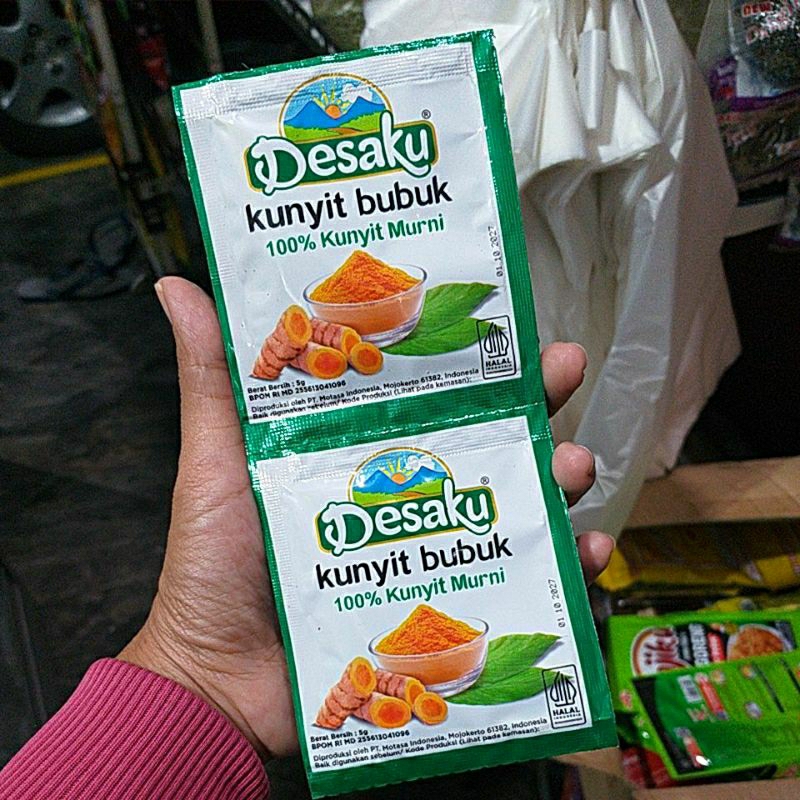 Desaku®
kunyit bubuk
100% Kunyit Murni
01 10 2027
HALAL
INDONESIA
Berat Bersih : 5g
BPOM RI MD 255613041096
Diproduksi oleh PT. Motasa Indonesia, Mojokerto 61382, Indonesia
Baik digunakan sebelum/ Kode Produksi (Lihat pada kemasan):
Desaku®
kunyit bubuk
100% Kunyit Murni
01 10 2027
HALAL
INDONESIA
Berat Bersih : 5g
BPOM RI MD 255613041096
Diproduksi oleh PT. Motasa Indonesia, Mojokerto 61382, Indonesia
Baik digunakan sebelum/ Kode Produksi (Lihat pada kemasan):